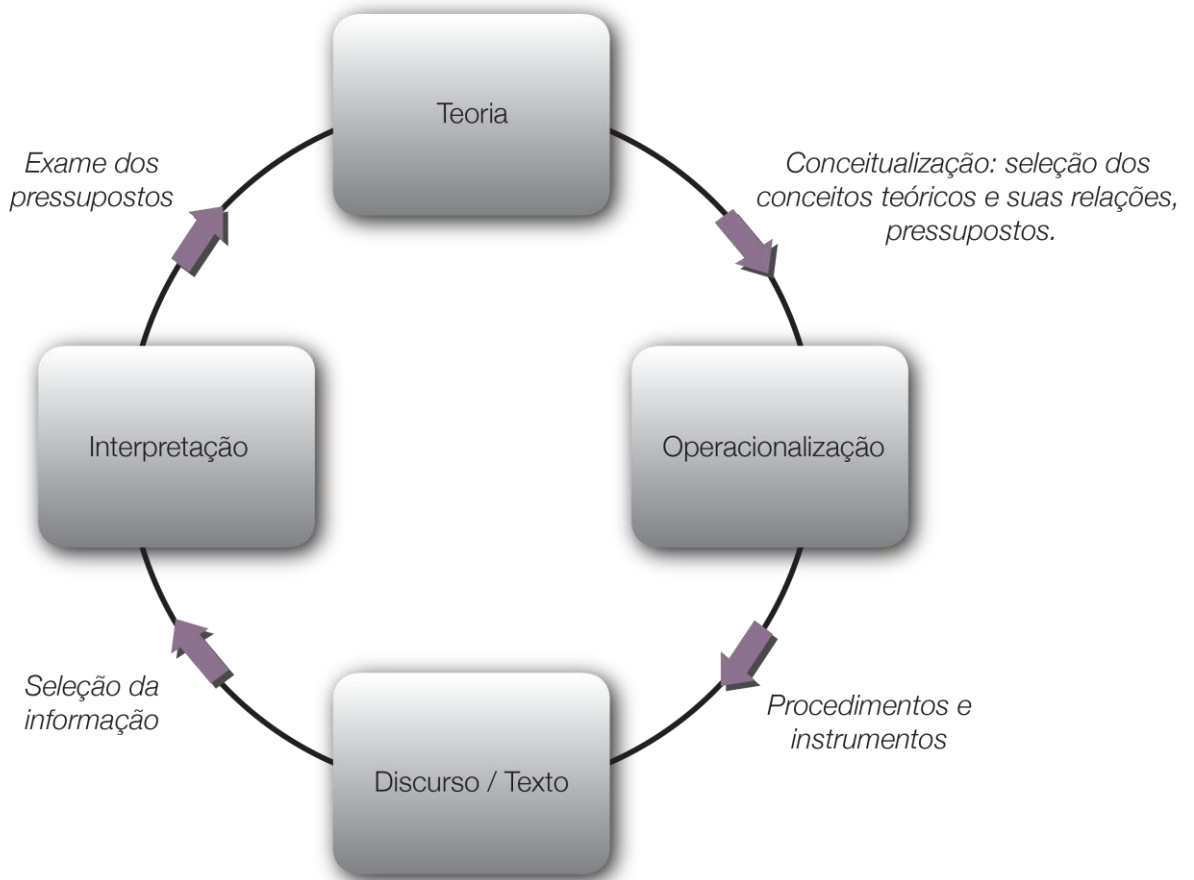 Teoria
Exame dos
pressupostos
Conceitualização: seleção dos
conceitos teóricos e suas relações,
pressupostos.
Interpretação
Operacionalização
Seleção da
informação
Procedimentos e
instrumentos
Discurso / Texto